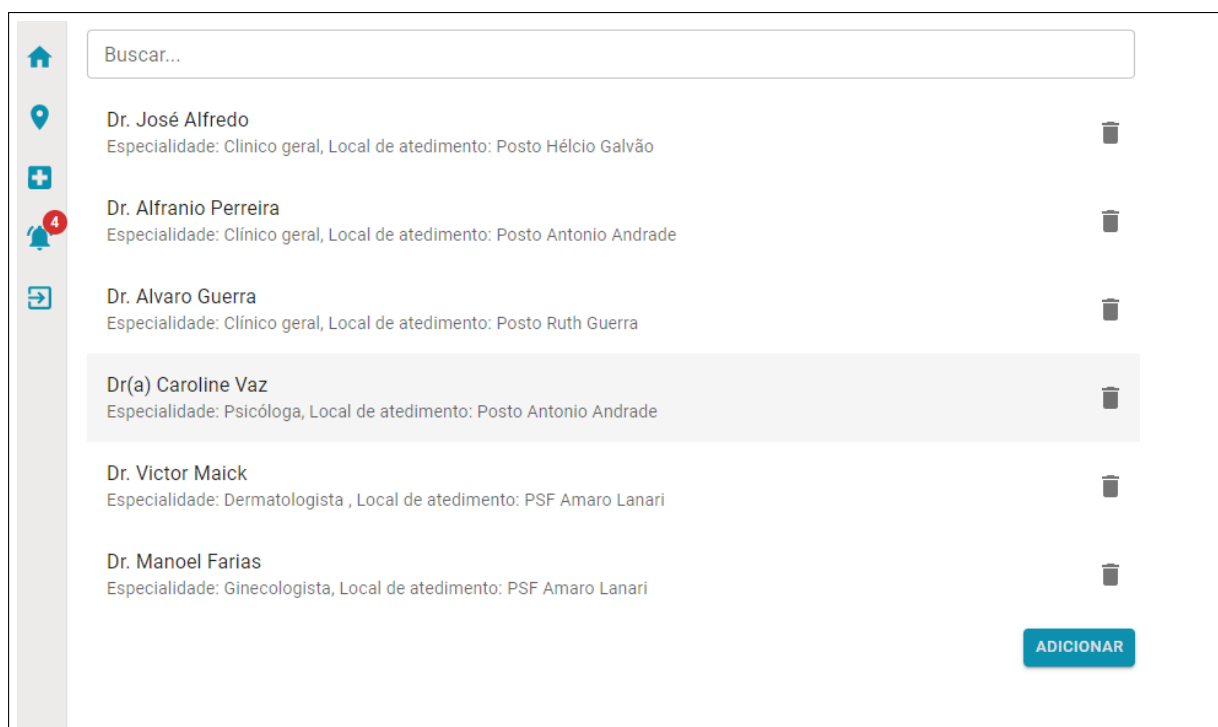 Buscar...
Dr. José Alfredo
Especialidade: Clinico geral, Local de atedimento: Posto Hélcio Galvão
4
Dr. Alfranio Perreira
Especialidade: Clínico geral, Local de atedimento: Posto Antonio Andrade
Dr. Alvaro Guerra
Especialidade: Clínico geral, Local de atedimento: Posto Ruth Guerra
Dr(a) Caroline Vaz
Especialidade: Psicóloga, Local de atedimento: Posto Antonio Andrade
Dr. Victor Maick
Especialidade: Dermatologista , Local de atedimento: PSF Amaro Lanari
Dr. Manoel Farias
Especialidade: Ginecologista, Local de atedimento: PSF Amaro Lanari
ADICIONAR